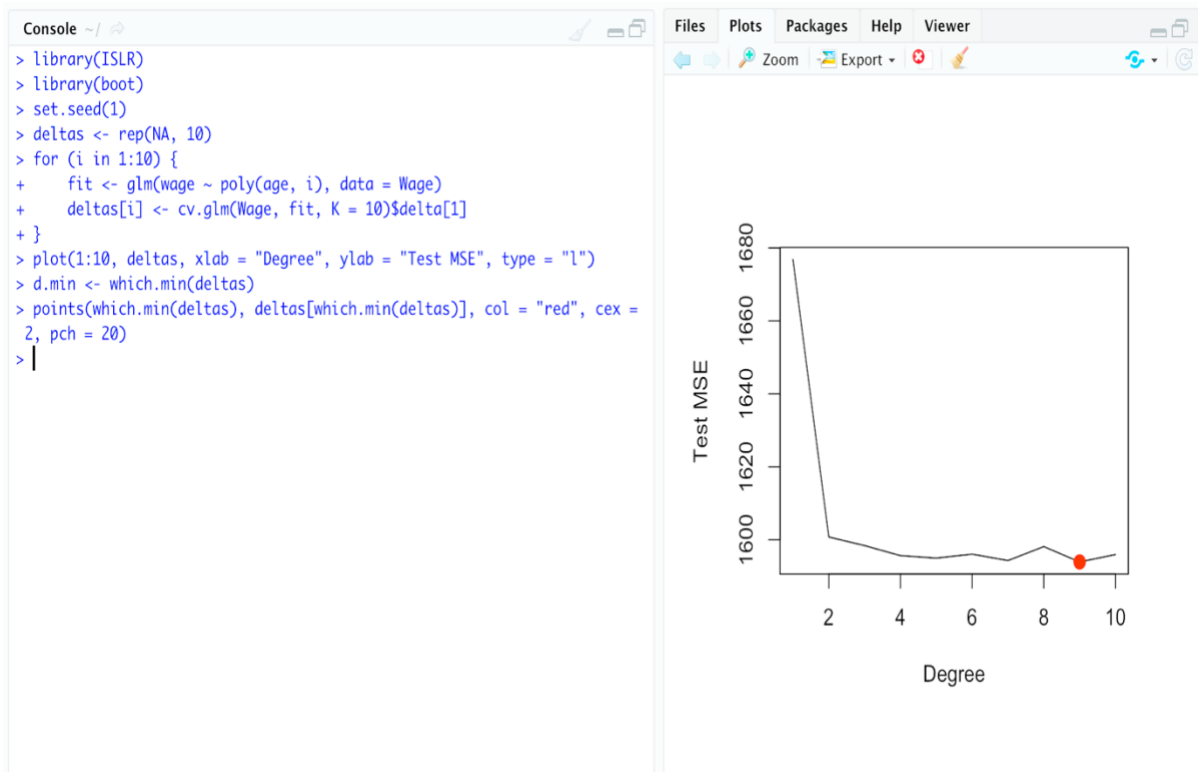 Console ~/
> library(ISLR)
> library(boot)
> set.seed(1)
> deltas <- rep(NA, 10)
> for (i in 1:10) {
+     fit <- glm(wage ~ poly(age, i), data = Wage)
+     deltas[i] <- cv.glm(Wage, fit, K = 10)$delta[1]
+ }
> plot(1:10, deltas, xlab = "Degree", ylab = "Test MSE", type = "l")
> d.min <- which.min(deltas)
> points(which.min(deltas), deltas[which.min(deltas)], col = "red", cex =
 2, pch = 20)
>
Files Plots Packages Help Viewer
Zoom Export
1680
1660
1640
1620
1600
Test MSE
2 4 6 8 10
Degree